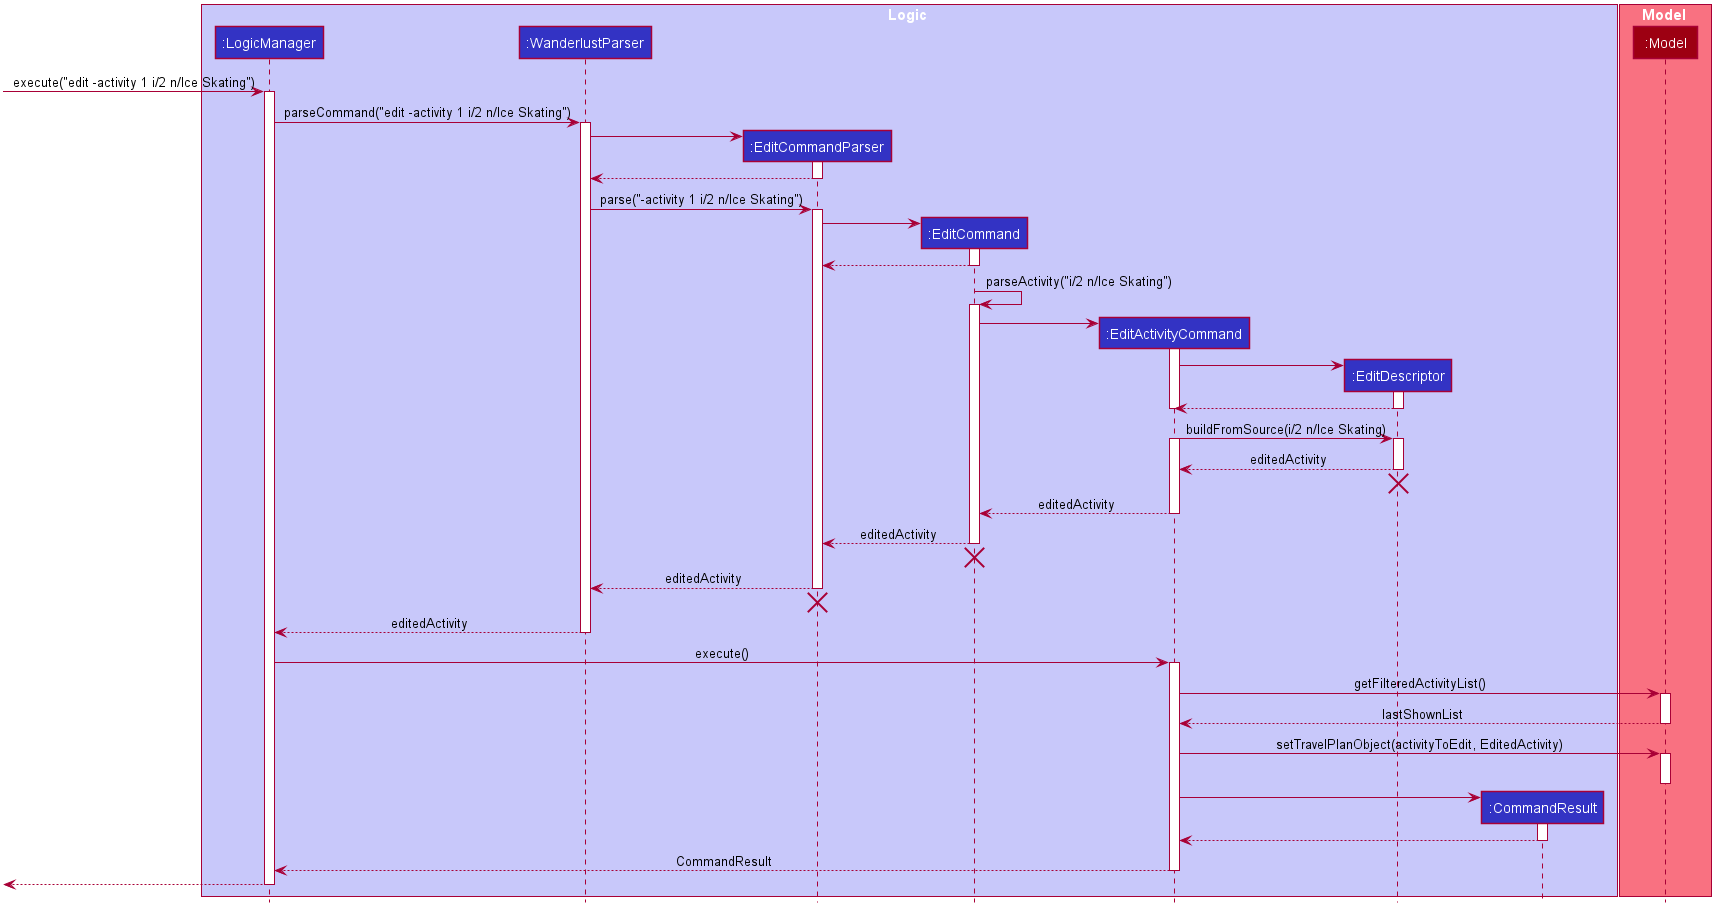 Logic
Model
:LogicManager
:WanderlustParser
:Model
execute("edit -activity 1 i/2 n/Ice Skating")
parseCommand("edit -activity 1 i/2 n/Ice Skating")
:EditCommandParser
parse("-activity 1 i/2 n/Ice Skating")
:EditCommand
parseActivity("i/2 n/Ice Skating")
:EditActivityCommand
:EditDescriptor
buildFromSource(i/2 n/Ice Skating)
editedActivity
editedActivity
editedActivity
editedActivity
editedActivity
execute()
getFilteredActivityList()
lastShownList
setTravelPlanObject(activityToEdit, EditedActivity)
:CommandResult
CommandResult